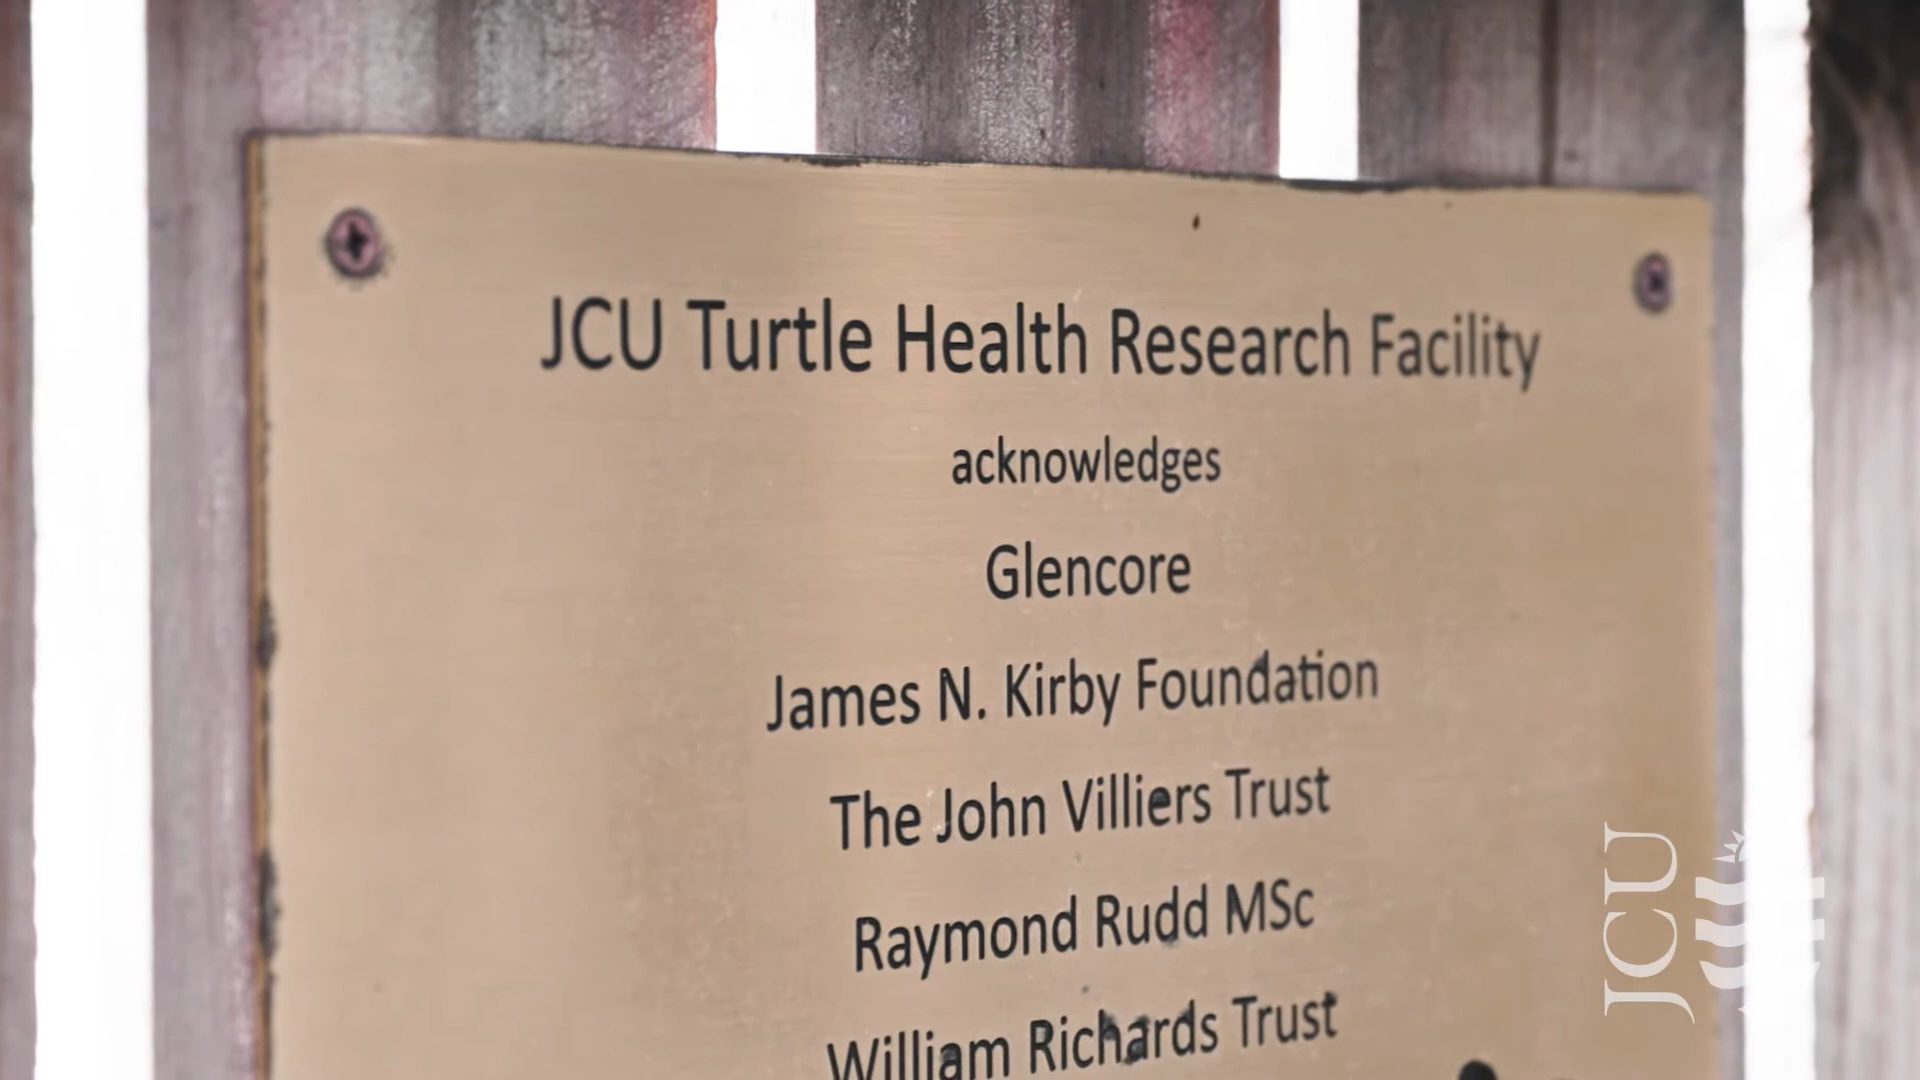 JCU Turtle Health Research Facility
acknowledges
Glencore
James N. Kirby Foundation
The John Villiers Trust
Raymond Rudd MSc
William Richards Trust
JCU